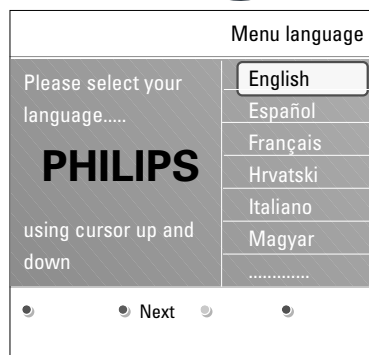 Menu language
Please select your
language.....
PHILIPS
using cursor up and
down
English
Español
Français
Hrvatski
Italiano
Magyar
.............
Next